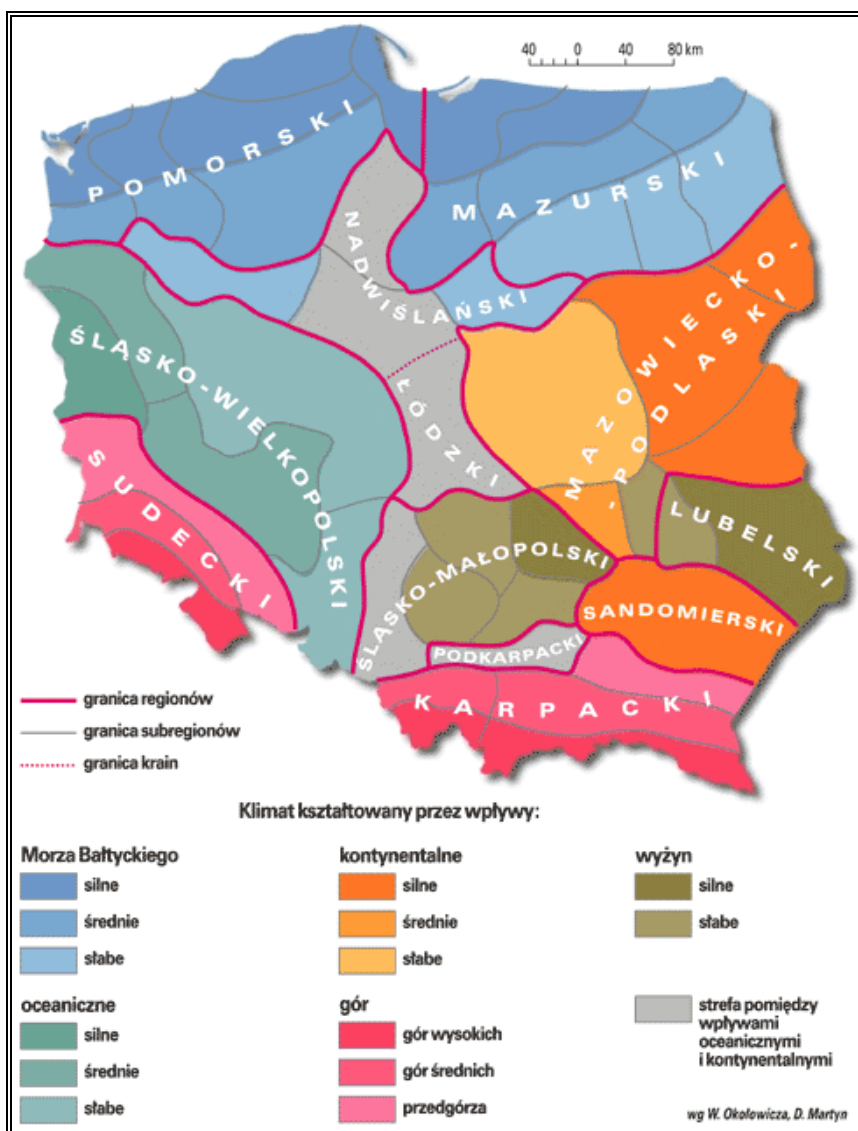 40 0 40 80 km
POMORSKI
MAZURSKI
NADWIŚLAŃSKI
MAZOWIECKO-
-PODLASKI
ŚLĄSKO-WIELKOPOLSKI
ŁÓDZKI
SUDECKI
LUBELSKI
ŚLĄSKO-MAŁOPOLSKI
SANDOMIERSKI
PODKARPACKI
KARPACKI
granica regionów
granica subregionów
granica krain
Klimat kształtowany przez wpływy:
Morza Bałtyckiego
silne
średnie
słabe
kontynentalne
silne
średnie
słabe
wyżyn
silne
słabe
oceaniczne
silne
średnie
słabe
gór
gór wysokich
gór średnich
przedgórza
strefa pomiędzy
wpływami
oceanicznymi
i kontynentalnymi
wg W. Okołowicza, D. Martyn